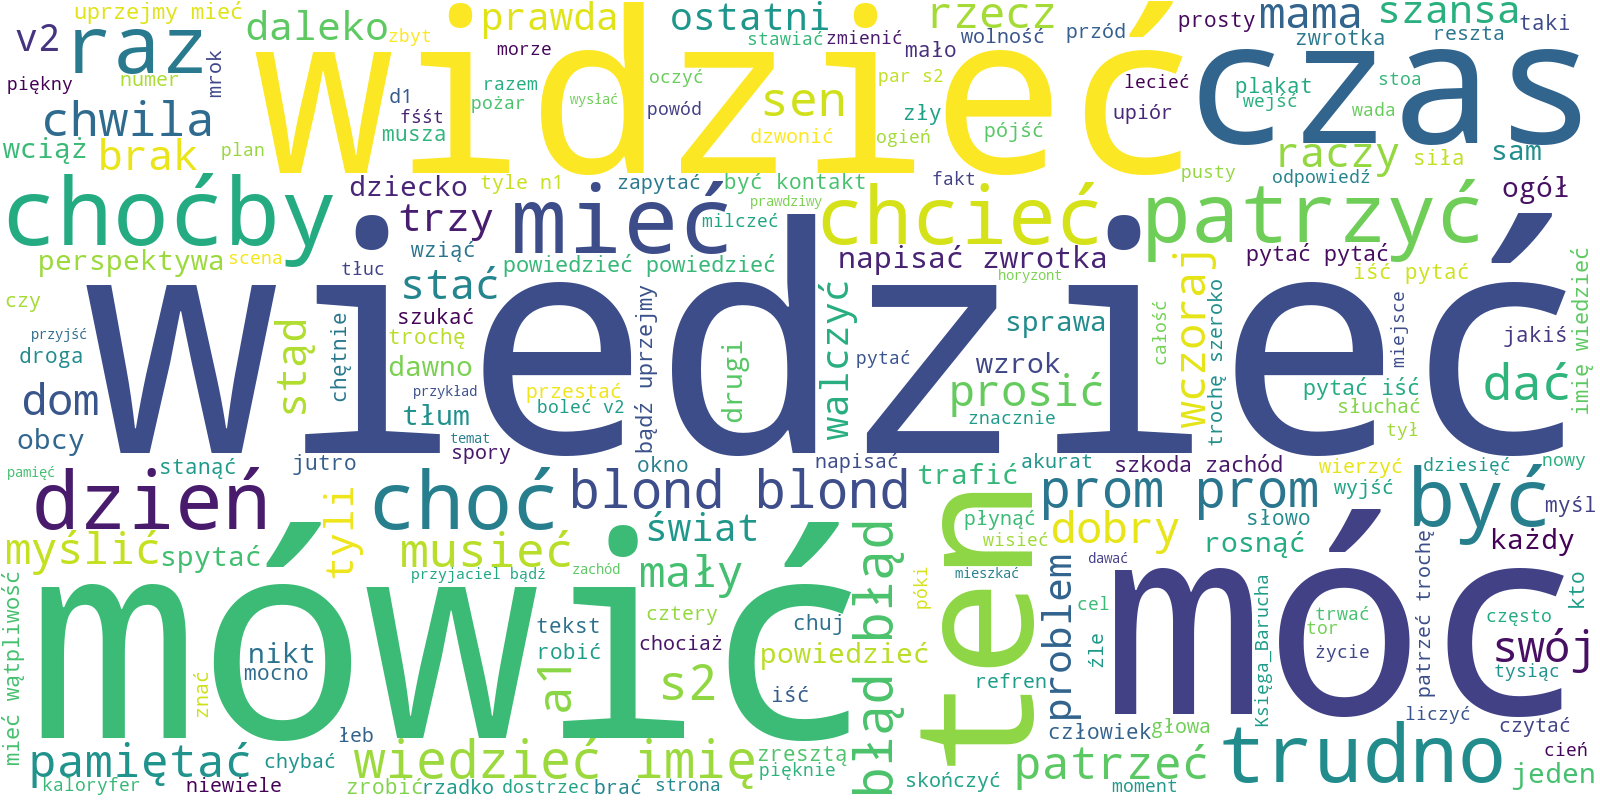 uprzejmy mieć
v2
raz
daleko
zbyt
prawda
ostatni
rzecz
mama
szansa
taki
widzieć
czas
piękny
numer
mrok
morze
stawiać
zmienić
mało
wolność
przód
prosty
zwrotka
reszta
chwila
d1
fśśt
musza
razem
pożar
wysłać
oczyć
powód
sen
par s2
zły
ogień
dzwonić
pójść
lecieć
upiór
plakat
wejść
stoa
wada
wciąż
brak
plan
raczy
siła
sam
pusty
odpowiedź
ogół
choćby
dziecko
tyle n1
zapytać
być kontakt
prawdziwy
fakt
trzy
mieć
milczeć
chcieć
patrzyć
perspektywa
scena
tłuc
wziąć
stać
powiedzieć powiedzieć
napisać zwrotka
horyzont
pytać pytać
iść pytać
imię wiedzieć
wiedzieć
czy
przyjść
droga
stąd
chętnie
szukać
trochę
dawno
przykład
przestać
boleć v2
bądź uprzejmy
drugi
walczyć
pytać
sprawa
wzrok
prosić
znacznie
całość
wczoraj
trochę szeroko
miejsce
jakiś
pytać iść
słuchać
tył
dać
dom
obcy
tłum
temat
spory
pamięć
stanąć
jutro
okno
napisać
trafić
akurat
szkoda
zachód
wierzyć
wyjść
dziesięć
nowy
dzień
choć
blond blond
prom prom
być
myśl
myślić
spytać
tyli
musieć
świat
mały
błąd błąd
płynąć
wisieć
dobry
słowo
rosnąć
każdy
przyjaciel bądź
zachód
mieszkać
dawać
mówić
ten
móc
mieć wątpliwość
nikt
mocno
znać
tekst
robić
a1
cztery
chociaż
s2
chuj
powiedzieć
iść
póki
refren
problem
cel
źle
Księga_Barucha
trwać
tor
życie
patrzeć trochę
kto
często
swój
tysiąc
liczyć
czytać
pamiętać
chybać
łeb
wiedzieć imię
zresztą
pięknie
człowiek
głowa
patrzeć
trudno
cień
jeden
kaloryfer
niewiele
zrobić
rzadko
dostrzec
brać
strona
skończyć
moment